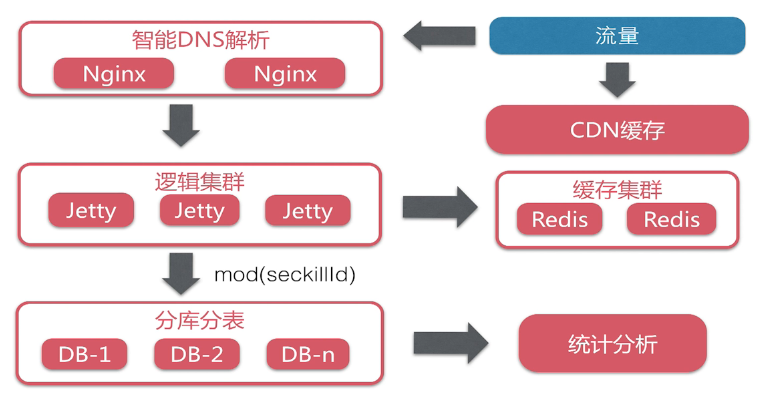 智能DNS解析
流量
Nginx
Nginx
CDN缓存
逻辑集群
缓存集群
Jetty
Jetty
Jetty
Redis
Redis
mod(seckillId)
分库分表
DB-1
DB-2
DB-n
统计分析